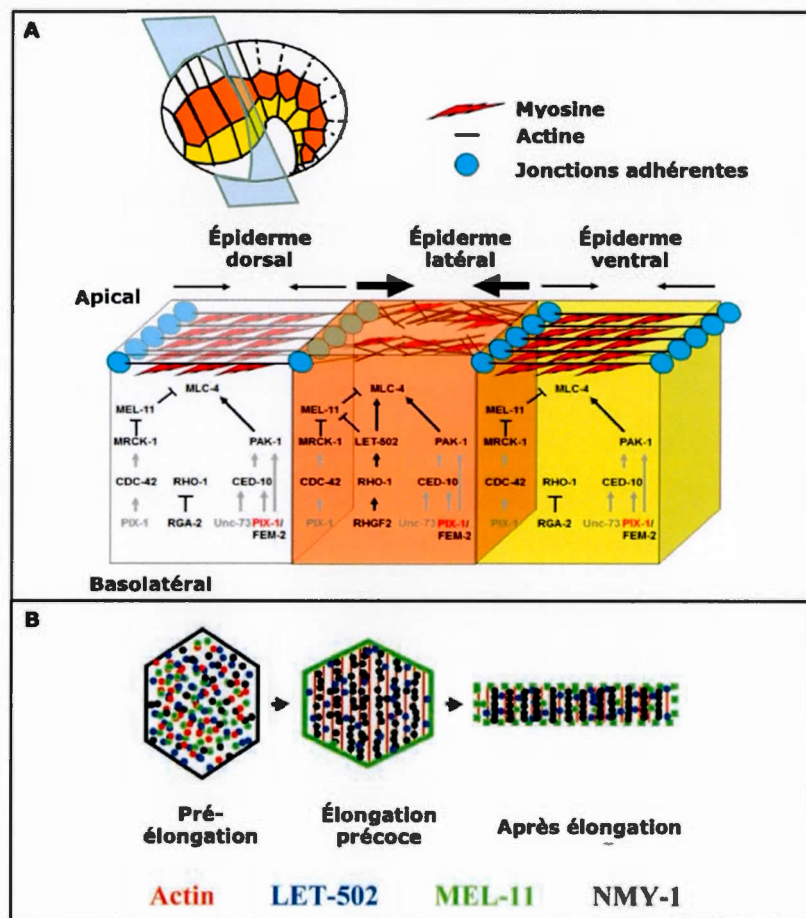 A
Myosine
Actine
Jonctions adhérentes
Épiderme dorsal
Épiderme latéral
Épiderme ventral
Apical
MLC-4
MEL-11
MRCK-1
PAK-1
CDC-42
RHO-1
CED-10
PIX-1
RGA-2
Unc-73
PIX-1/
FEM-2
MLC-4
MEL-11
MRCK-1
LET-502
PAK-1
CDC-42
RHO-1
CED-10
PIX-1
RHGF2
Unc-73
PIX-1/
FEM-2
MLC-4
MEL-11
MRCK-1
PAK-1
CDC-42
RHO-1
CED-10
PIX-1
RGA-2
Unc-73
PIX-1/
FEM-2
Basolatéral
B
Pré-
élongation
Élongation
précoce
Après élongation
Actin LET-502 MEL-11 NMY-1